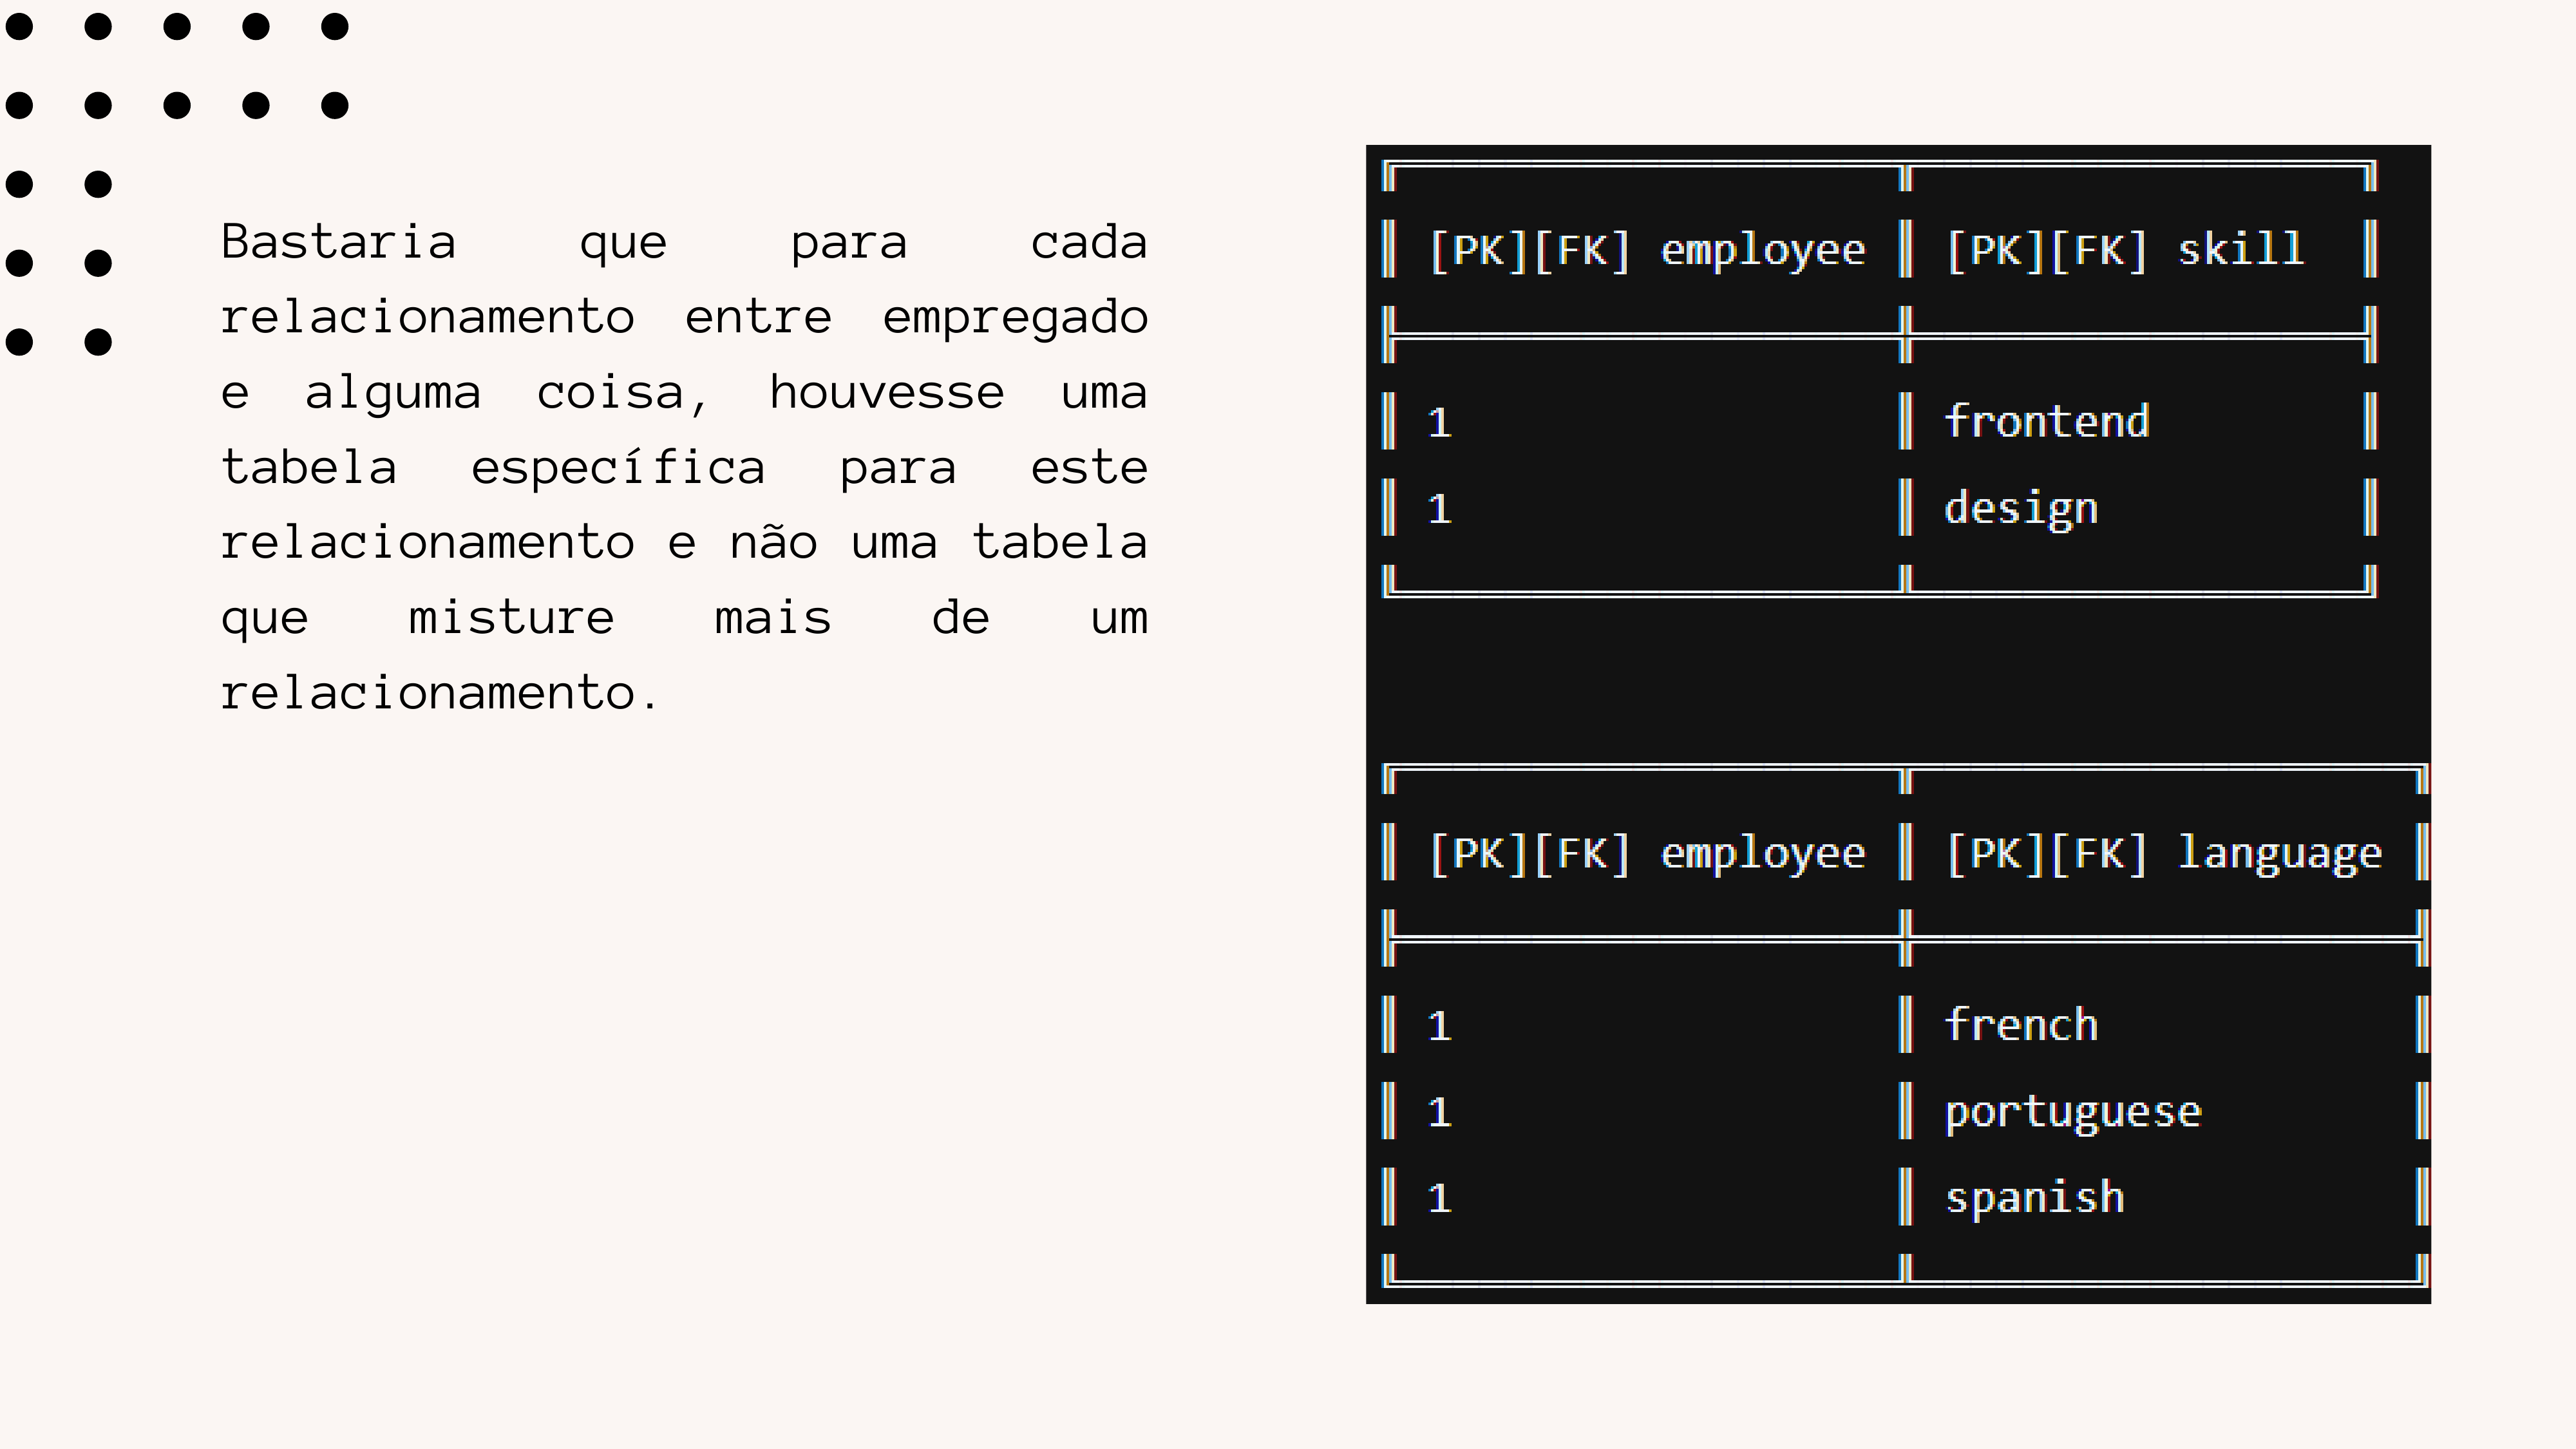 Bastaria que para cada
relacionamento entre empregado
e alguma coisa, houvesse uma
tabela específica para este
relacionamento e não uma tabela
que misture mais de um
relacionamento.
[PK][FK] employee [PK][FK] skill
1 frontend
1 design
[PK][FK] employee [PK][FK] language
1 french
1 portuguese
1 spanish